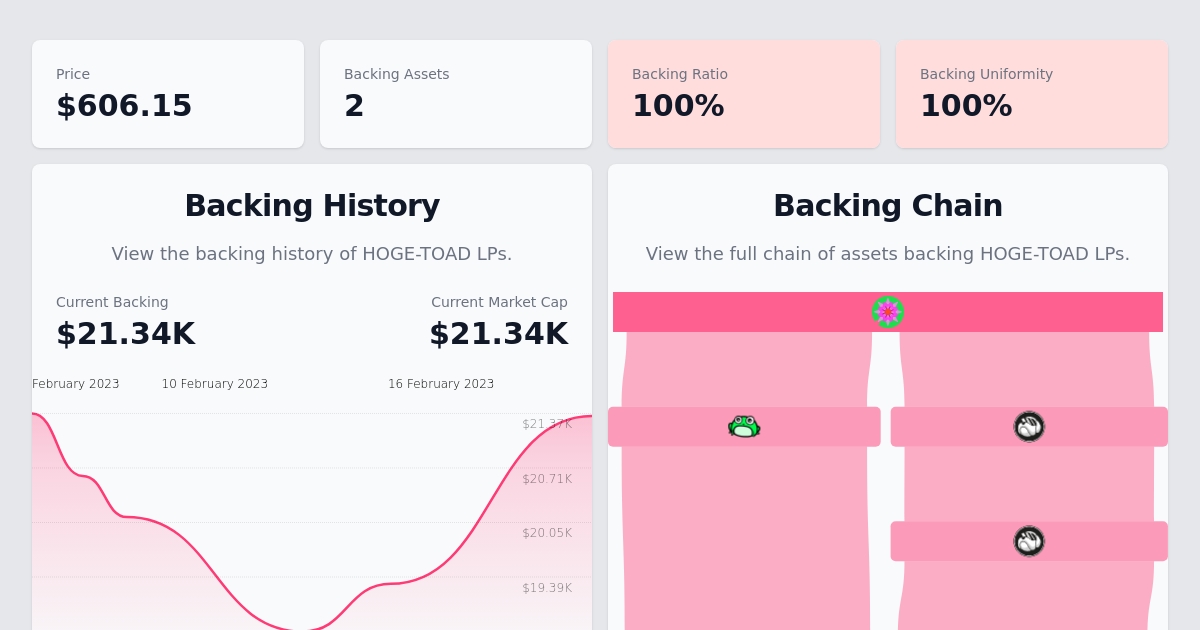 Price
$606.15
Backing Assets
2
Backing Ratio
100%
Backing Uniformity
100%
Backing History
View the backing history of HOGE-TOAD LPs.
Current Backing
$21.34K
Current Market Cap
$21.34K
February 2023
10 February 2023
16 February 2023
$21.37K
$20.71K
$20.05K
$19.39K
Backing Chain
View the full chain of assets backing HOGE-TOAD LPs.